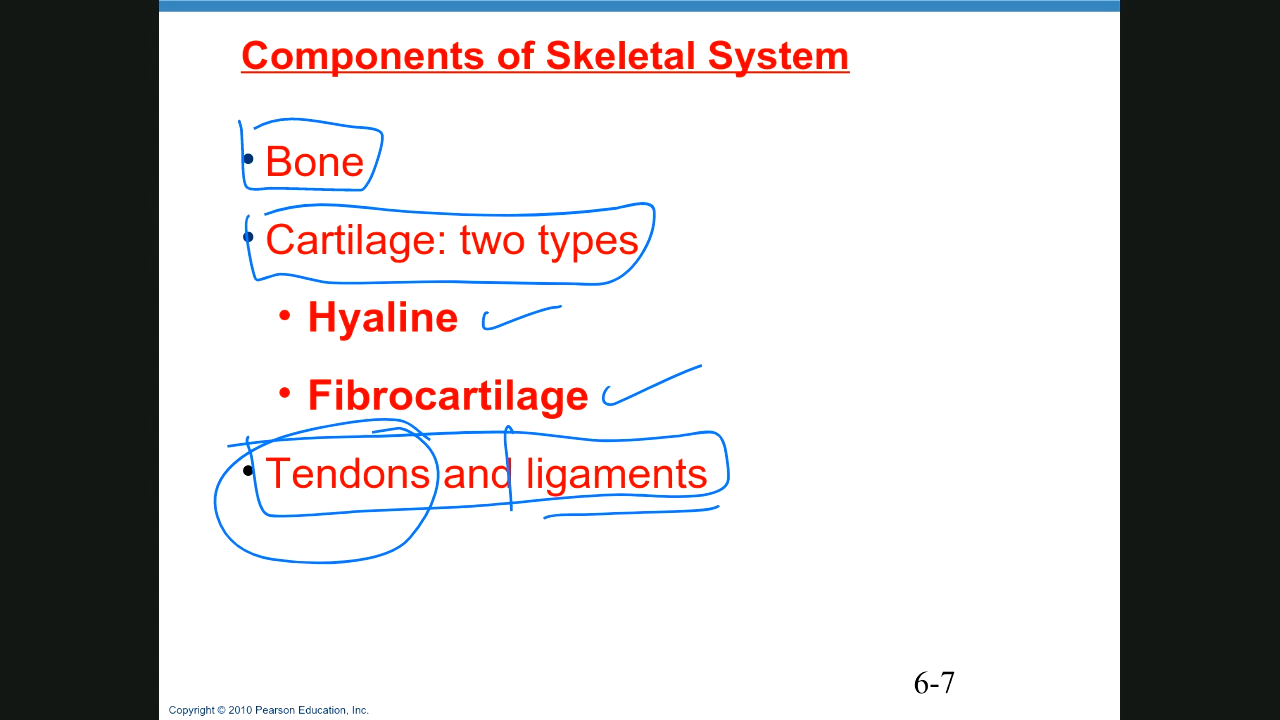 Components of Skeletal System
• Bone
• Cartilage: two types
• Hyaline
• Fibrocartilage
• Tendons and ligaments
6-7
Copyright © 2010 Pearson Education, Inc.